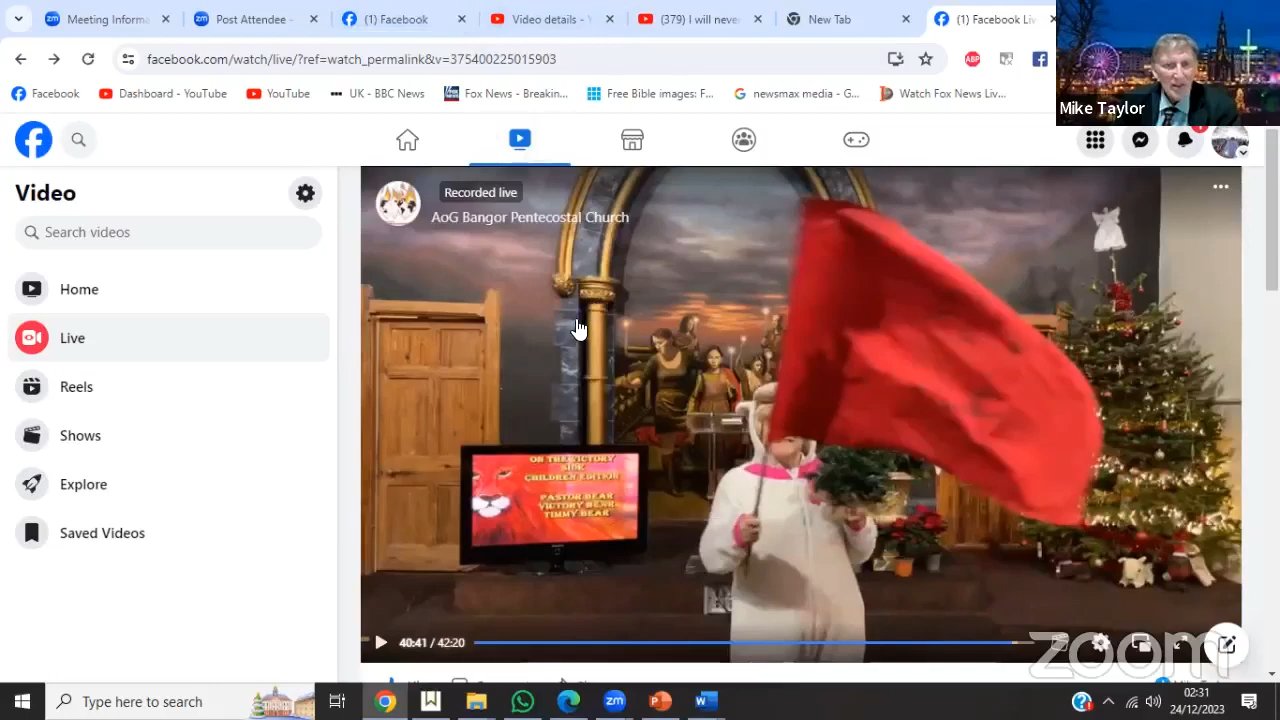 Meeting Informa
Post Attendee -
(1) Facebook
Video details - Y
(379) I will never
New Tab
(1) Facebook Liv
facebook.com/watch/live/?ref=watch_permalink&v=375400225015903
ABP
Facebook
Dashboard - YouTube
YouTube
UK - BBC News
Fox News - Breakin...
Free Bible images: F...
newsmax media - G...
Watch Fox News Liv...
Mike Taylor
Video
Search videos
Home
Live
Reels
Shows
Explore
Saved Videos
Recorded live
AoG Bangor Pentecostal Church
ON THE VICTORY
SIDE
CHILDREN EDITION
PASTOR BEAR
VICTORY BEAR
TIMMY BEAR
40:41 / 42:20
zoom
Type here to search
02:31
24/12/2023